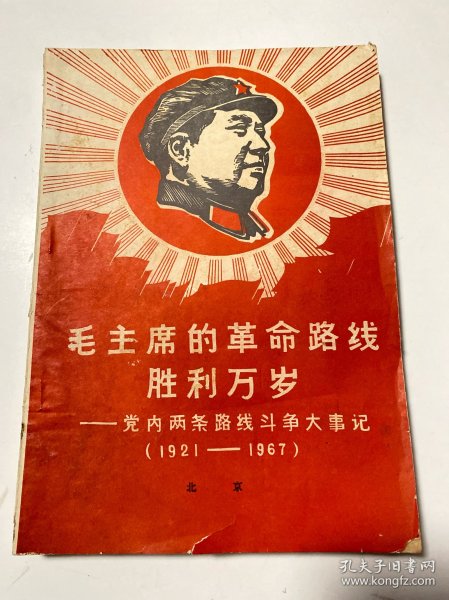 毛主席的革命路线
胜利万岁
——党内两条路线斗争大事记
(1921——1967)
北京
孔夫子旧书网
www.kongfz.com